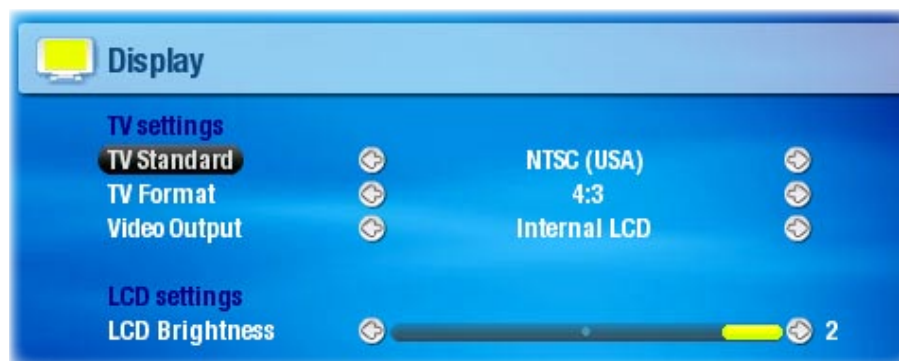 Display
TV settings
TV Standard NTSC (USA)
TV Format 4:3
Video Output Internal LCD
LCD settings
LCD Brightness 2